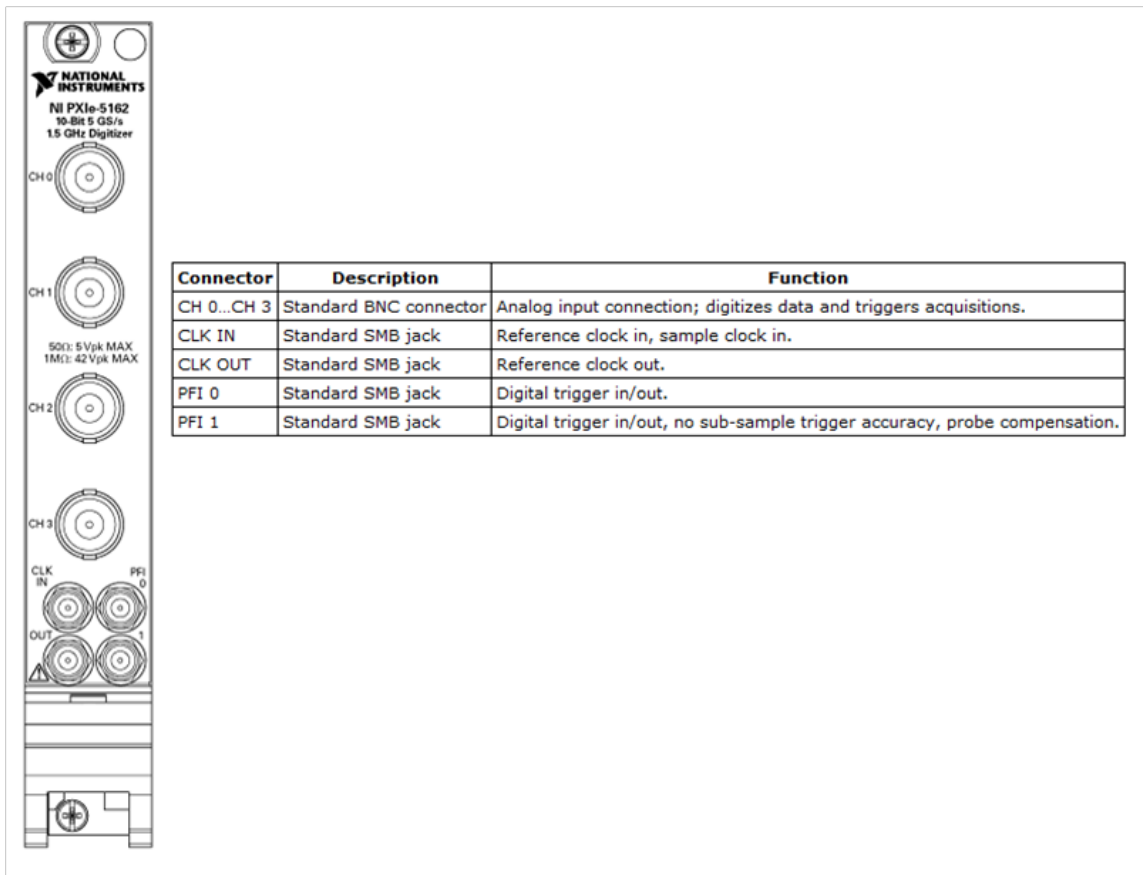 NATIONAL
INSTRUMENTS
NI PXIe-5162
10-Bit 5 GS/s
1.5 GHz Digitizer
CH 0
CH 1
50Ω: 5 Vpk MAX
1MΩ: 42 Vpk MAX
CH 2
CH 3
CLK
IN
PFI
0
OUT
1
Connector Description Function
CH 0...CH 3 Standard BNC connector Analog input connection; digitizes data and triggers acquisitions.
CLK IN Standard SMB jack Reference clock in, sample clock in.
CLK OUT Standard SMB jack Reference clock out.
PFI 0 Standard SMB jack Digital trigger in/out.
PFI 1 Standard SMB jack Digital trigger in/out, no sub-sample trigger accuracy, probe compensation.